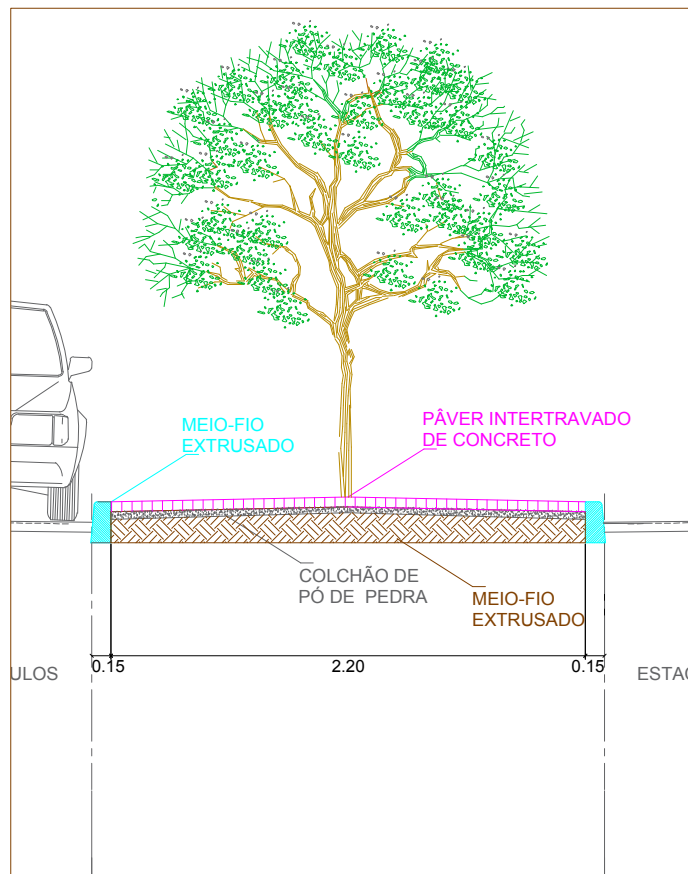 MEIO-FIO
EXTRUSADO
PÂVER INTERTRAVADO
DE CONCRETO
COLCHÃO DE
PÓ DE PEDRA
MEIO-FIO
EXTRUSADO
0.15
2.20
0.15
ULOS
ESTAC